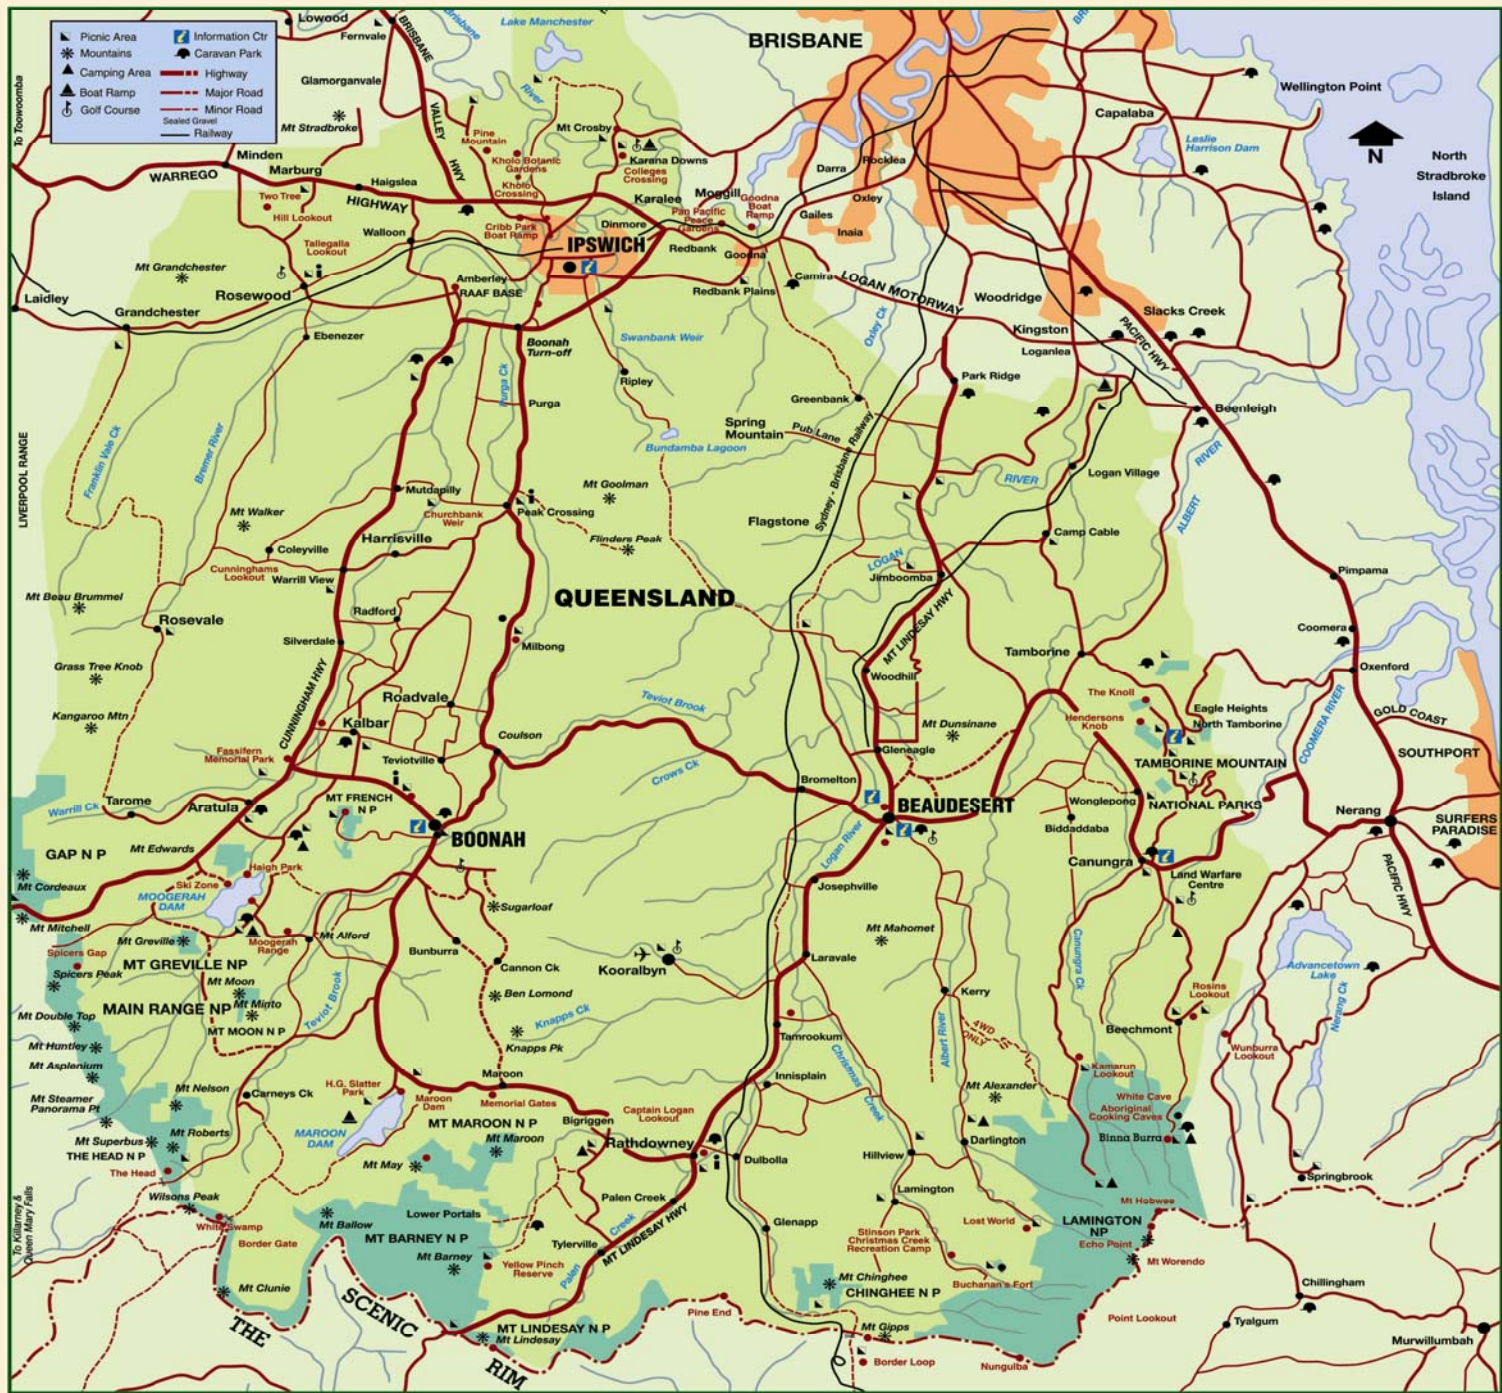 Picnic Area
Mountains
Camping Area
Boat Ramp
Golf Course
Information Ctr
Caravan Park
Highway
Major Road
Minor Road
Sealed Gravel
Railway
Lowood
Fernvale
BRISBANE
VALLEY
HWY
Brisbane
Lake Manchester
River
BRISBANE
Wellington Point
Capalaba
Leslie
Harrison Dam
N
North
Stradbroke
Island
To Toowoomba
Glamorganvale
Mt Stradbroke
Pine
Mountain
Mt Crosby
Kholo Botanic
Gardens
Kholo
Crossing
Karana Downs
Colleges
Crossing
Minden
Marburg
WARREGO
HIGHWAY
Haigslea
Two Tree
Hill Lookout
Walloon
Tallegalla
Lookout
Karalee
Moggill
Goodna
Boat
Ramp
Pan Pacific
Peace
Gardens
Darra
Rocklea
Oxley
Gailes
Inaia
Cribb Park
Boat Ramp
Dinmore
IPSWICH
Redbank
Goodna
Mt Grandchester
Rosewood
Amberley
RAAF BASE
Redbank Plains
Camira
LOGAN MOTORWAY
Woodridge
Slacks Creek
Laidley
Grandchester
Ebenezer
Boonah
Turn-off
Swanbank Weir
Oxley Ck
Kingston
Loganlea
PACIFIC HWY
Purga Ck
Ripley
Park Ridge
Purga
Greenbank
Beenleigh
Spring
Mountain
Pub Lane
Bundamba Lagoon
Sydney - Brisbane Railway
RIVER
Logan Village
RIVER
ALBERT
LIVERPOOL RANGE
Franklin Vale Ck
Bremer River
Mutdapilly
Mt Goolman
Churchbank
Weir
Peak Crossing
Mt Walker
Flagstone
Harrisville
Flinders Peak
Camp Cable
Coleyville
Cunninghams
Lookout
Warrill View
LOGAN
Jimboomba
Pimpama
Mt Beau Brummel
QUEENSLAND
Rosevale
Radford
Silverdale
Milbong
MT LINDESAY HWY
Coomera
Tamborine
Oxenford
Grass Tree Knob
CUNNINGHAM HWY
Woodhill
Kangaroo Mtn
Roadvale
Teviot Brook
The Knoll
Eagle Heights
North Tamborine
Hendersons
Knob
COOMERA RIVER
GOLD COAST
Kalbar
Mt Dunsinane
Coulson
Gleneagle
SOUTHPORT
Fassifern
Memorial Park
Teviotville
Crows Ck
Bromelton
TAMBORINE MOUNTAIN
Warrill Ck
Tarome
Aratula
MT FRENCH
N P
BEAUDESERT
Wonglepong
NATIONAL PARKS
Nerang
SURFERS
PARADISE
BOONAH
Biddaddaba
Logan River
GAP N P
Mt Edwards
Canungra
Land Warfare
Centre
PACIFIC HWY
Mt Cordeaux
Haigh Park
Ski Zone
MOOGERAH
DAM
Josephville
Sugarloaf
Mt Mitchell
Mt Greville
Moogerah
Range
Mt Alford
Bunburra
Mt Mahomet
Spicers Gap
Spicers Peak
MT GREVILLE NP
Cannon Ck
Kooralbyn
Laravale
Canungra Ck
Advancetown
Lake
Mt Moon
MAIN RANGE NP
Mt Minto
Ben Lomond
Kerry
Rosins
Lookout
Mt Double Top
MT MOON N P
Teviot Brook
Knapps Ck
Knapps Pk
Tamrookum
Albert River
4WD
ONLY
Beechmont
Nerang Ck
Mt Huntley
Mt Asplenium
Wunburra
Lookout
Christmas
Creek
Kamarun
Lookout
Mt Nelson
Carneys Ck
H.G. Slatter
Park
Maroon
Innisplain
Mt Alexander
White Cave
Aboriginal
Cooking Caves
Mt Steamer
Panorama Pt
Maroon
Dam
Memorial Gates
Captain Logan
Lookout
Binna Burra
Mt Superbus
Mt Roberts
MAROON
DAM
MT MAROON N P
Bigriggen
Rathdowney
Darlington
THE HEAD N P
Mt Maroon
Hillview
The Head
Mt May
Dulbolla
Springbrook
Wilsons Peak
Palen Creek
Lamington
Mt Hobwee
To Killarney &
Queen Mary Falls
White Swamp
Mt Ballow
Lower Portals
Glenapp
Lost World
LAMINGTON
NP
Border Gate
MT BARNEY N P
Creek
Stinson Park
Christmas Creek
Recreation Camp
Echo Point
Tylerville
MT LINDESAY HWY
Mt Barney
Yellow Pinch
Reserve
Palen
Mt Worendo
Mt Clunie
Mt Chinghee
CHINGHEE N P
Buchanan's Fort
Chillingham
THE
SCENIC
RIM
Pine End
Point Lookout
Tyalgum
MT LINDESAY N P
Mt Lindesay
Mt Gipps
Murwillumbah
Border Loop
Nungulba